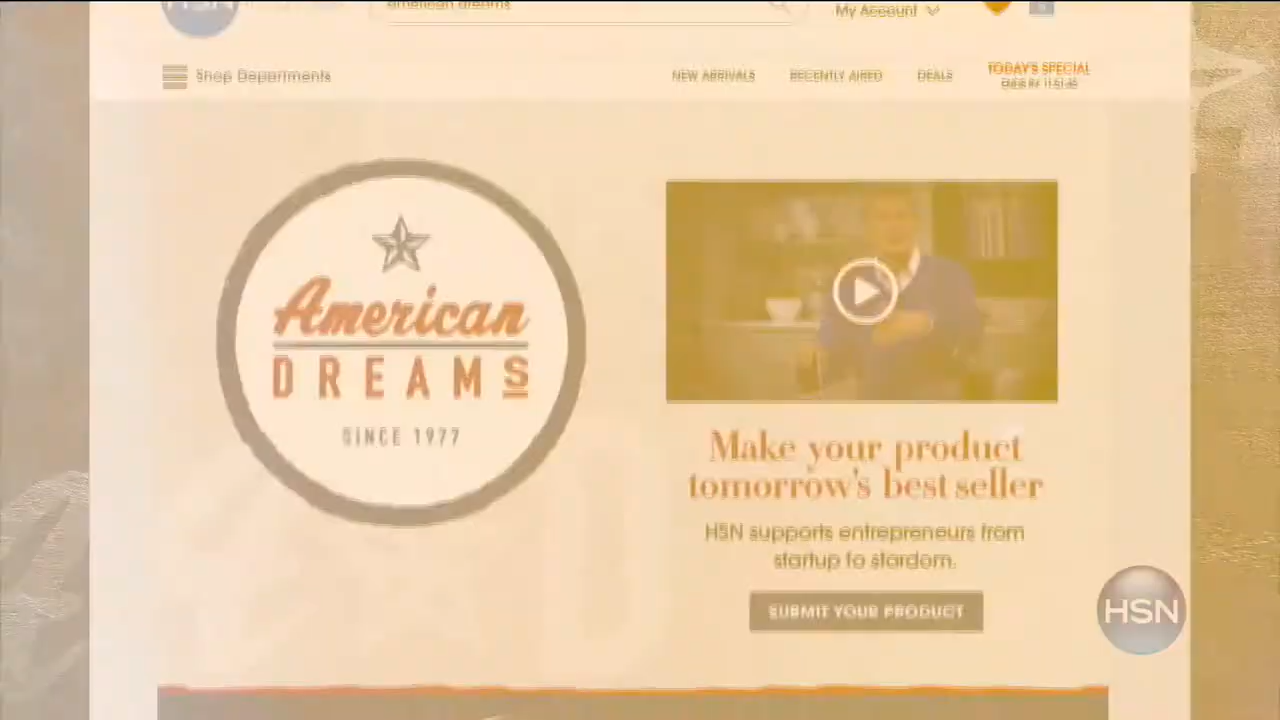 HSN
american dreams
My Account
Shop Departments
NEW ARRIVALS
RECENTLY AIRED
DEALS
TODAY'S SPECIAL
American
DREAMS
SINCE 1977
Make your product
tomorrow's best seller
HSN supports entrepreneurs from
startup to stardom.
SUBMIT YOUR PRODUCT
HSN